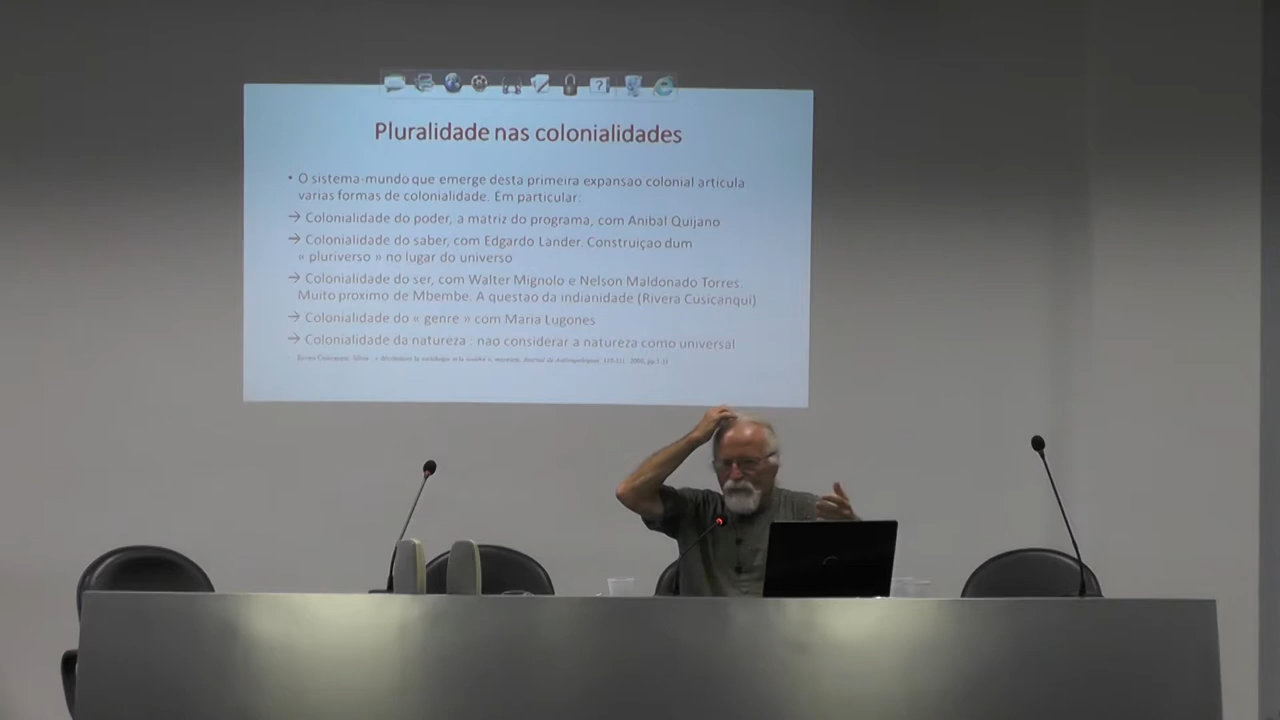 Pluralidade nas colonialidades
• O sistema-mundo que emerge desta primeira expansao colonial articula
varias formas de colonialidade. Em particular:
→ Colonialidade do poder, a matriz do programa, com Anibal Quijano
→ Colonialidade do saber, com Edgardo Lander. Construiçao dum
« pluriverso » no lugar do universo
→ Colonialidade do ser, com Walter Mignolo e Nelson Maldonado Torres.
Muito proximo de Mbembe. A questao da indianidade (Rivera Cusicanqui)
→ Colonialidade do « genre » com Maria Lugones
→ Colonialidade da natureza : nao considerar a natureza como universal